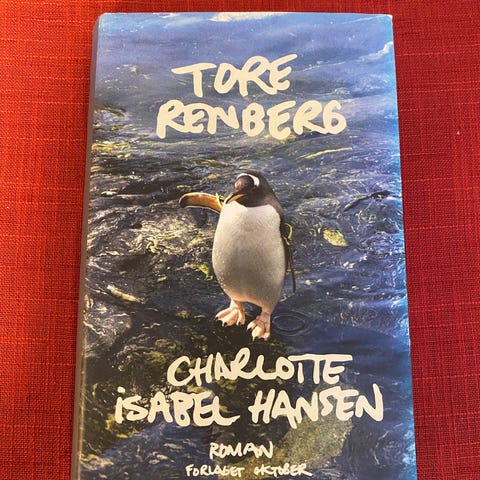 TORE
RENBERG
CHARLOTTE
iSABEL HANSEN
ROMAN
FORLAGET OKTOBER